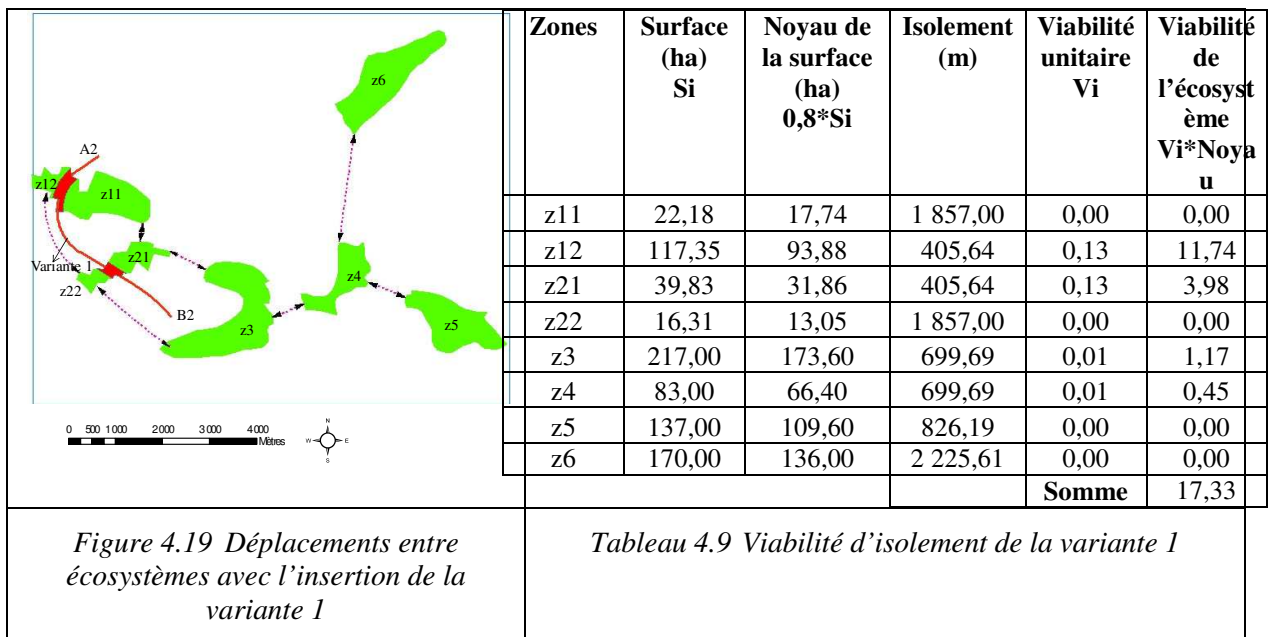 z6
A2
z12
z11
z21
Variante 1
z22
B2
z3
z4
z5
0 500 1000 2000 3000 4000
Mètres
N
W E
S
Zones Surface (ha) Si Noyau de la surface (ha) 0,8*Si Isolement (m) Viabilité unitaire Vi Viabilité de l'écosyst ème Vi*Noya u
z11 22,18 17,74 1 857,00 0,00 0,00
z12 117,35 93,88 405,64 0,13 11,74
z21 39,83 31,86 405,64 0,13 3,98
z22 16,31 13,05 1 857,00 0,00 0,00
z3 217,00 173,60 699,69 0,01 1,17
z4 83,00 66,40 699,69 0,01 0,45
z5 137,00 109,60 826,19 0,00 0,00
z6 170,00 136,00 2 225,61 0,00 0,00
Somme 17,33
Figure 4.19 Déplacements entre
écosystèmes avec l'insertion de la
variante 1
Tableau 4.9 Viabilité d'isolement de la variante 1